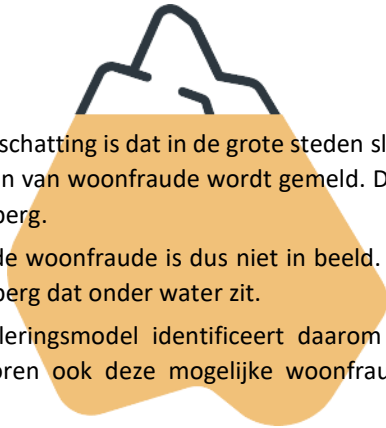 schatting is dat in de grote steden sl
n van woonfraude wordt gemeld. D
berg.
de woonfraude is dus niet in beeld.
berg dat onder water zit.
leringsmodel identificeert daarom
oren ook deze mogelijke woonfrau